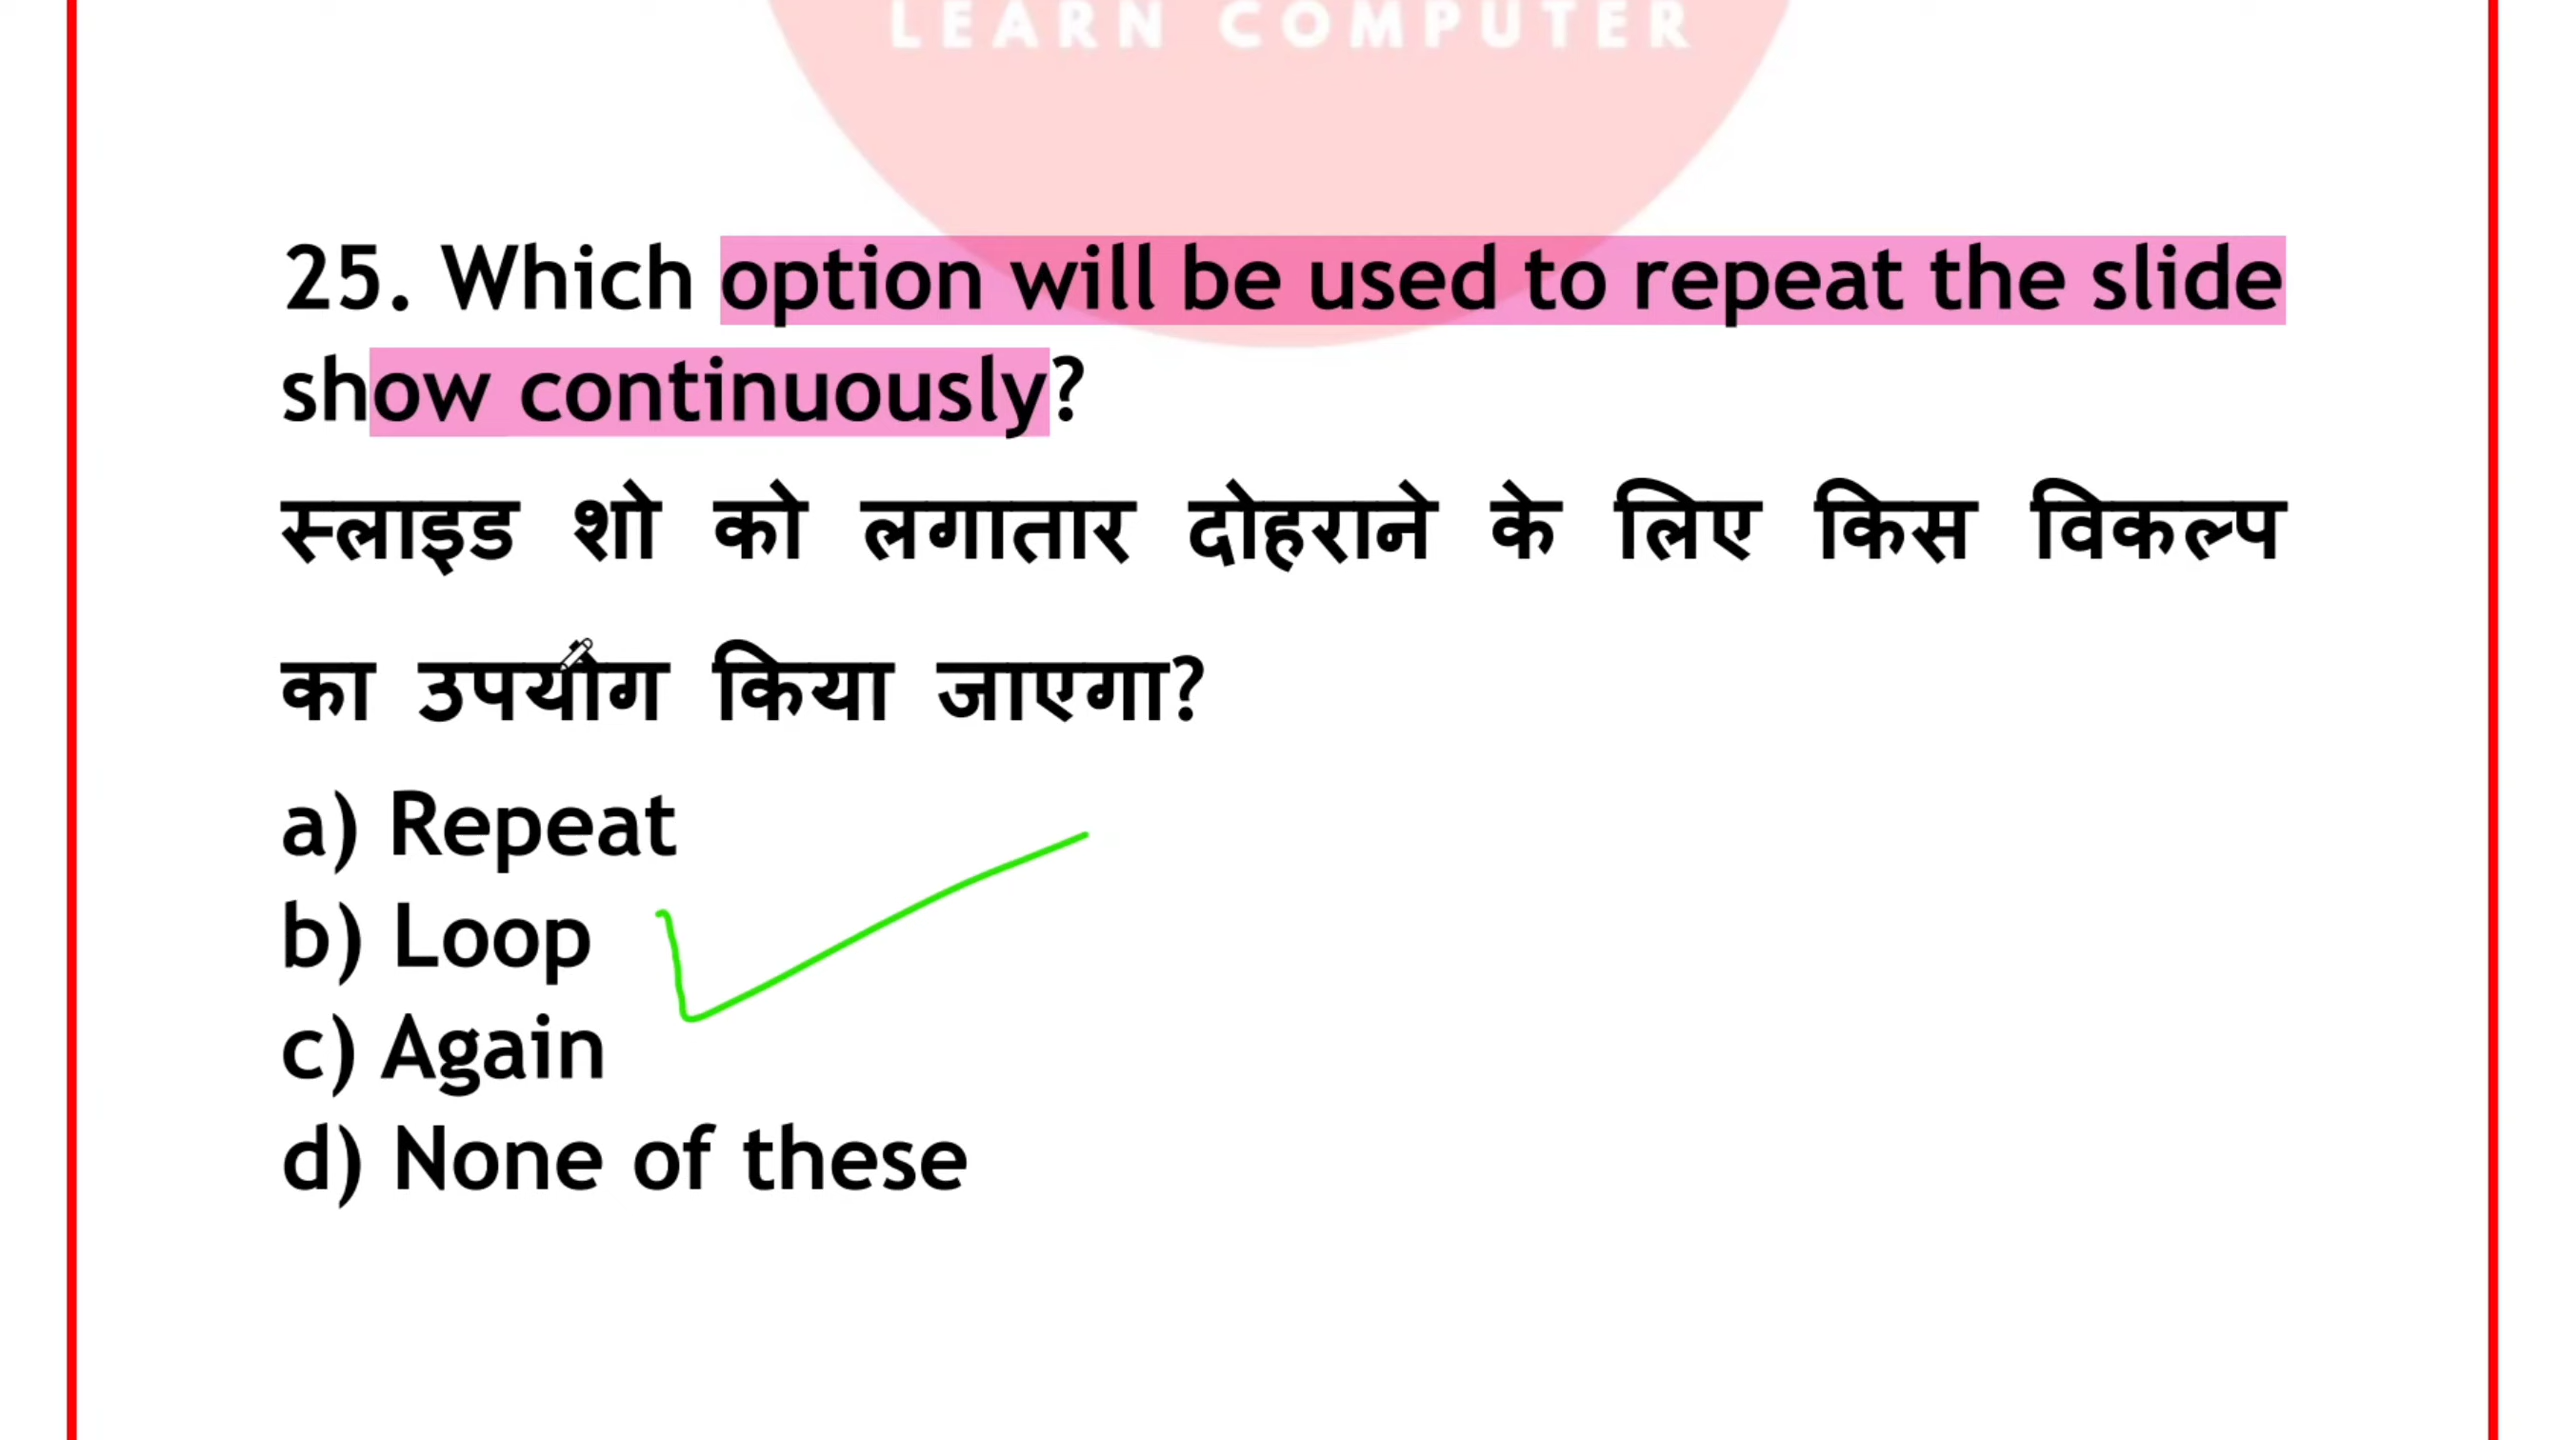 LEARN COMPUTER
25. Which option will be used to repeat the slide
show continuously?
स्लाइड शो को लगातार दोहराने के लिए किस विकल्प
का उपयोग किया जाएगा?
a) Repeat
b) Loop
c) Again
d) None of these